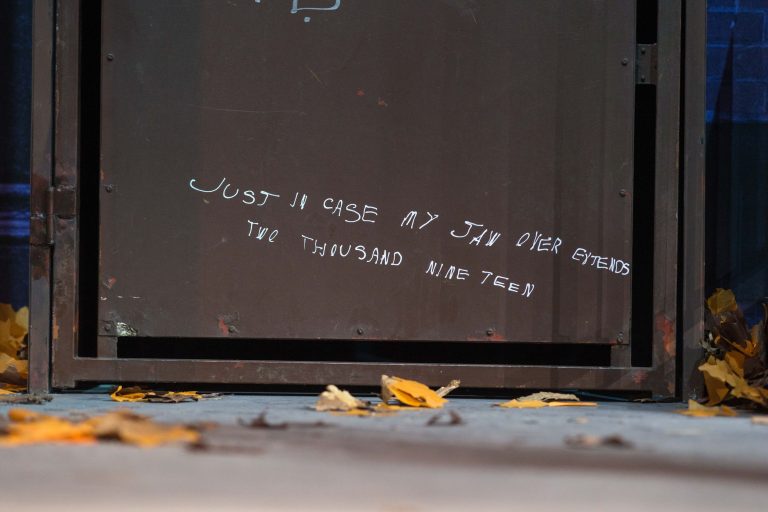 JUST IN CASE MY JAW OVER EXTENDS
TWO THOUSAND NINE TEEN